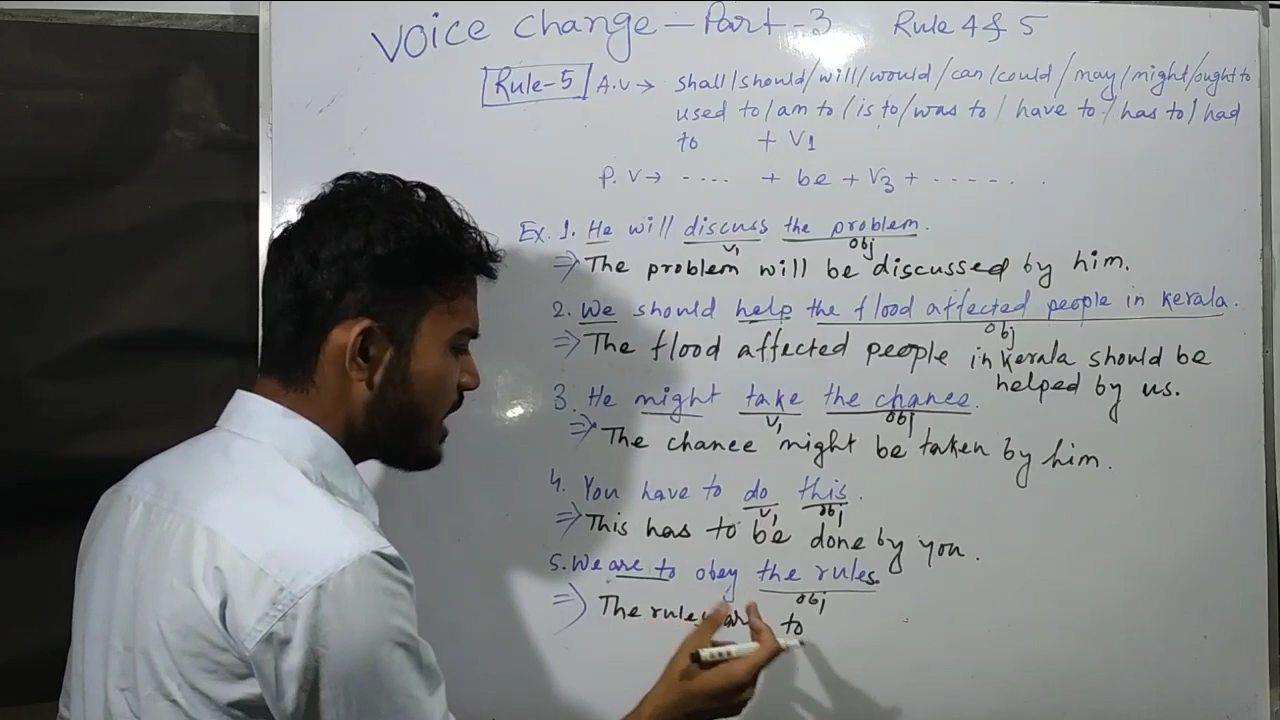 Voice Change - Part - 3 Rule 4 & 5
Rule-5 A.V → shall/should/will/would/can/could/may/might/ought to
used to/am to/is to/was to/have to/has to/had
to + V1
P.V → .... + be + V3 + ......
Ex. 1. He will discuss the problem.
V1 obj
⇒ The problem will be discussed by him.
2. We should help the flood affected people in Kerala.
obj
⇒ The flood affected people in Kerala should be
helped by us.
3. He might take the chance.
V1 obj
⇒ The chance might be taken by him.
4. You have to do this.
V1 obj
⇒ This has to be done by you.
5. We are to obey the rules.
obj
⇒ The rules are to